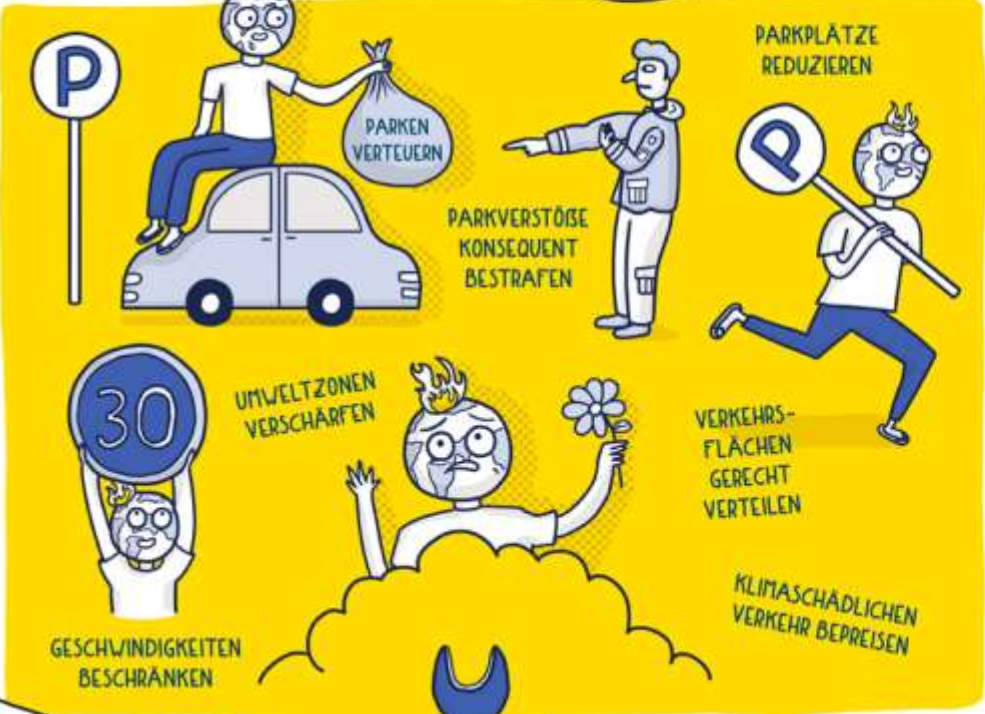 P
PARKEN
VERTEUERN
PARKPLÄTZE
REDUZIEREN
P
PARKVERSTÖßE
KONSEQUENT
BESTRAFEN
30
UMWELTZONEN
VERSCHÄRFEN
VERKEHRS-
FLÄCHEN
GERECHT
VERTEILEN
KLIMASCHÄDLICHEN
VERKEHR BEPREISEN
GESCHWINDIGKEITEN
BESCHRÄNKEN